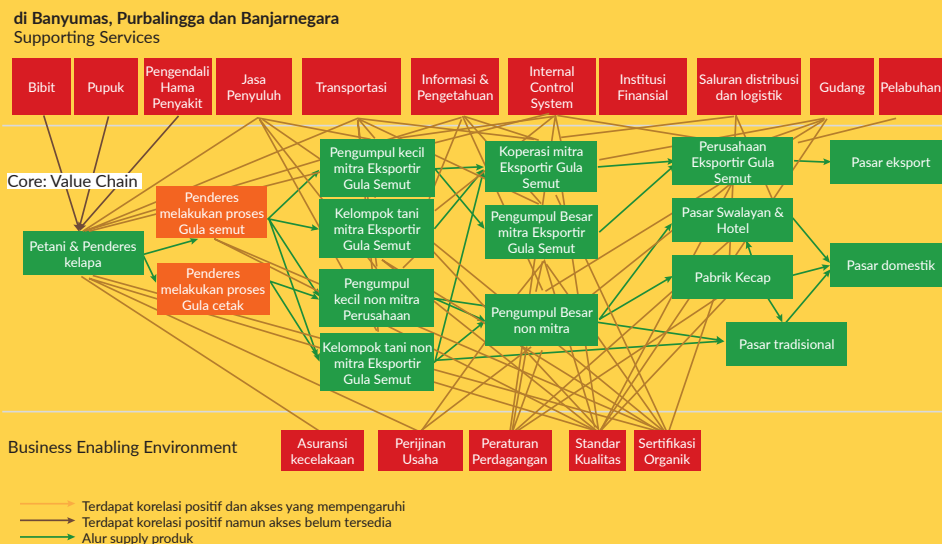 di Banyumas, Purbalingga dan Banjarnegara
Supporting Services
Bibit
Pupuk
Pengendali
Hama
Penyakit
Jasa
Penyuluh
Transportasi
Informasi &
Pengetahuan
Internal
Control
System
Institusi
Finansial
Saluran distribusi
dan logistik
Gudang
Pelabuhan
Core: Value Chain
Petani & Penderes
kelapa
Penderes
melakukan proses
Gula semut
Penderes
melakukan proses
Gula cetak
Pengumpul kecil
mitra Eksportir
Gula Semut
Kelompok tani
mitra Eksportir
Gula semut
Pengumpul
kecil non mitra
Perusahaan
Kelompok tani non
mitra Eksportir
Gula Semut
Koperasi mitra
Eksportir Gula
Semut
Pengumpul Besar
mitra Eksportir
Gula Semut
Pengumpul Besar
non mitra
Perusahaan
Eksportir Gula
Semut
Pasar Swalayan &
Hotel
Pabrik Kecap
Pasar tradisional
Pasar eksport
Pasar domestik
Business Enabling Environment
Asuransi
kecelakaan
Perijinan
Usaha
Peraturan
Perdagangan
Standar
Kualitas
Sertifikasi
Organik
Terdapat korelasi positif dan akses yang mempengaruhi
Terdapat korelasi positif namun akses belum tersedia
Alur supply produk